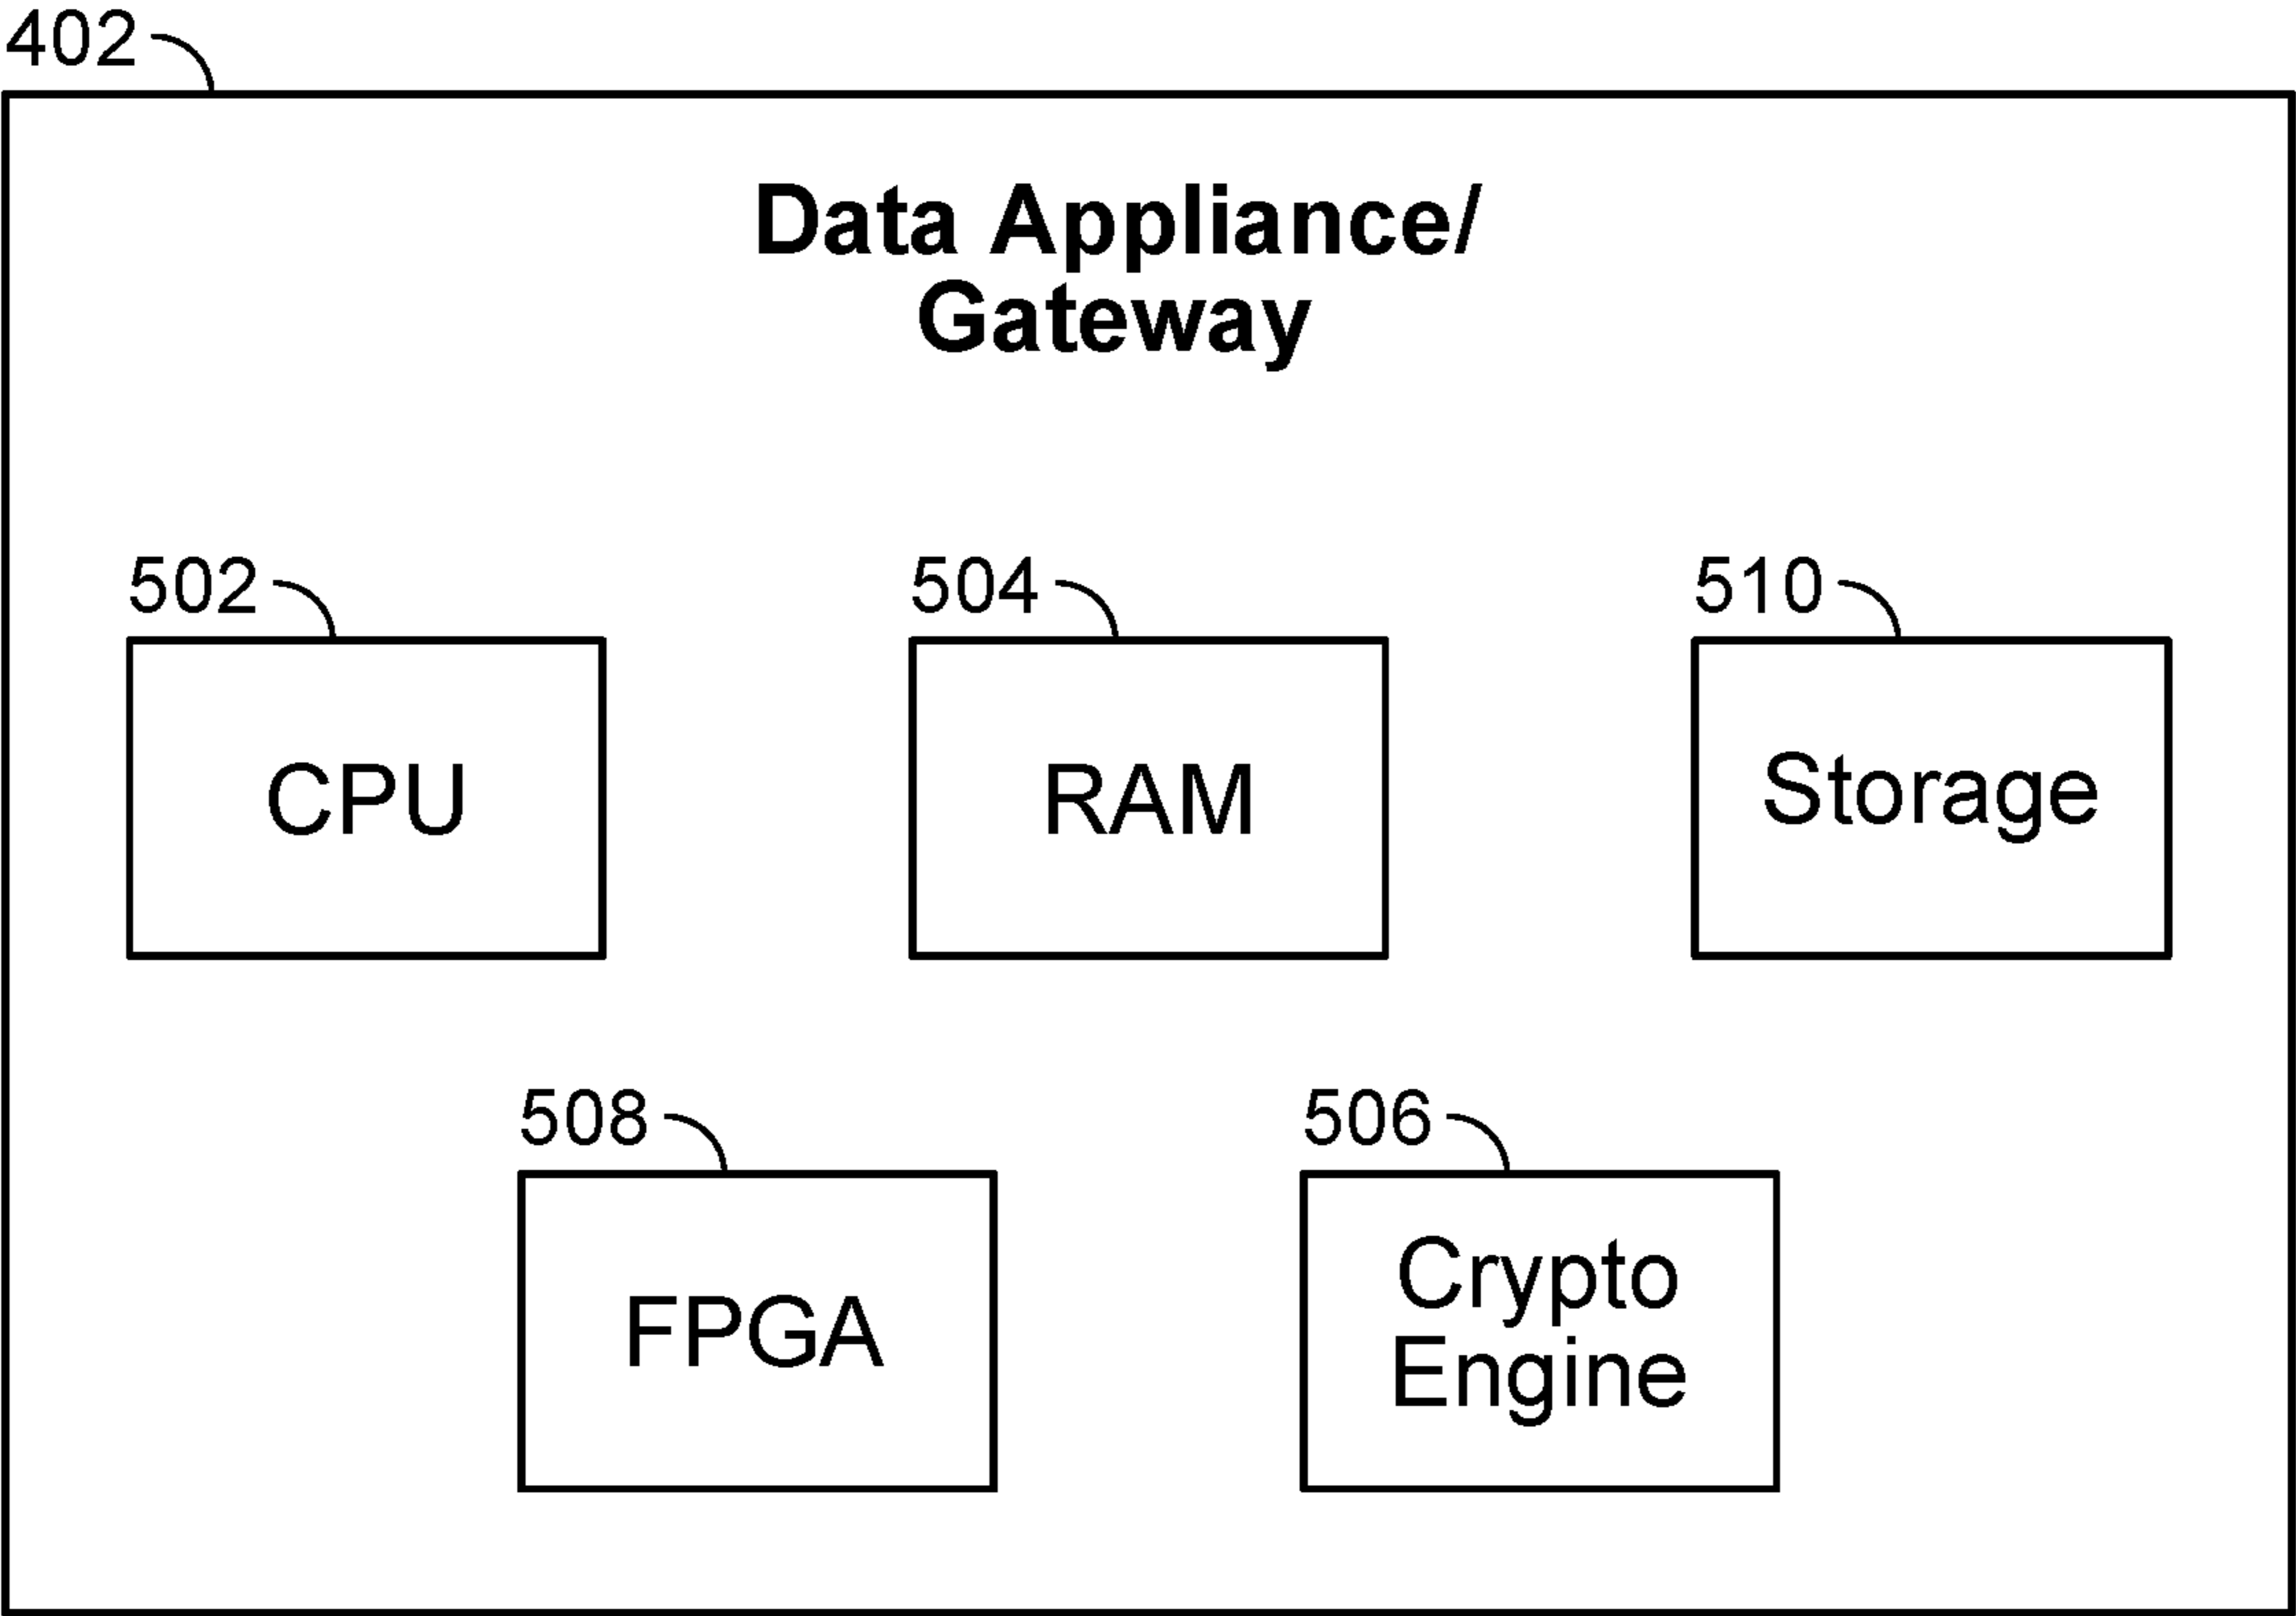 402
Data Appliance/
Gateway
502
504
510
CPU
RAM
Storage
508
506
FPGA
Crypto
Engine